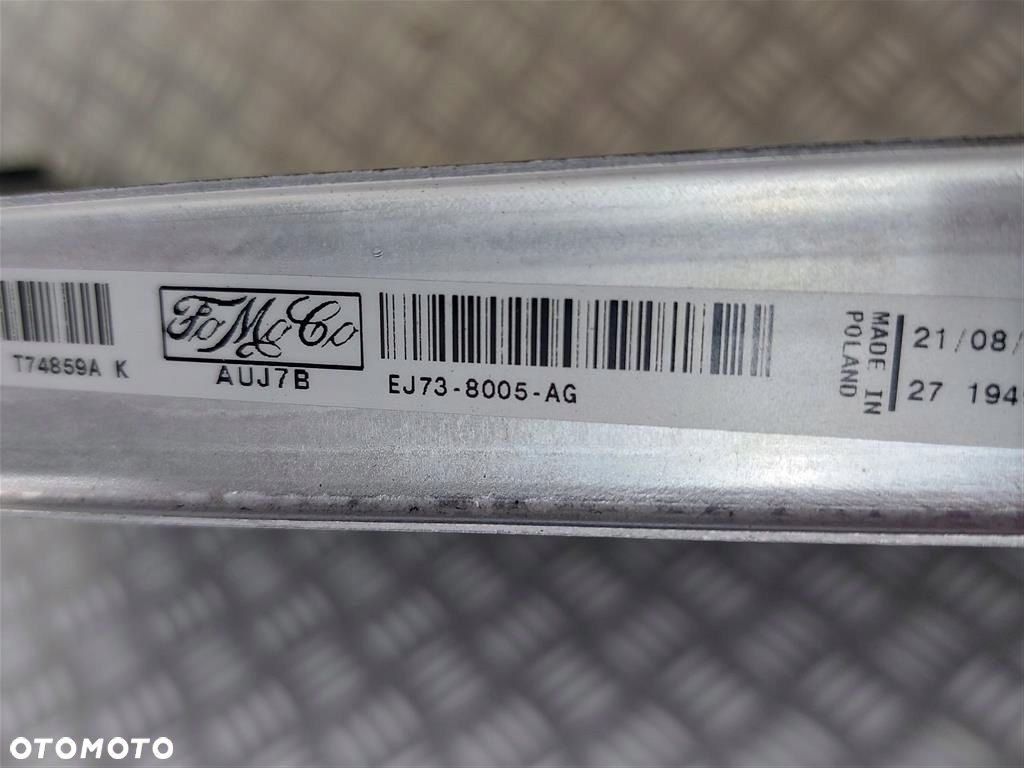 T74859A K
FoMoCo
AUJ7B
EJ73-8005-AG
MADE IN
POLAND
21/08/
27 194
OTOMOTO